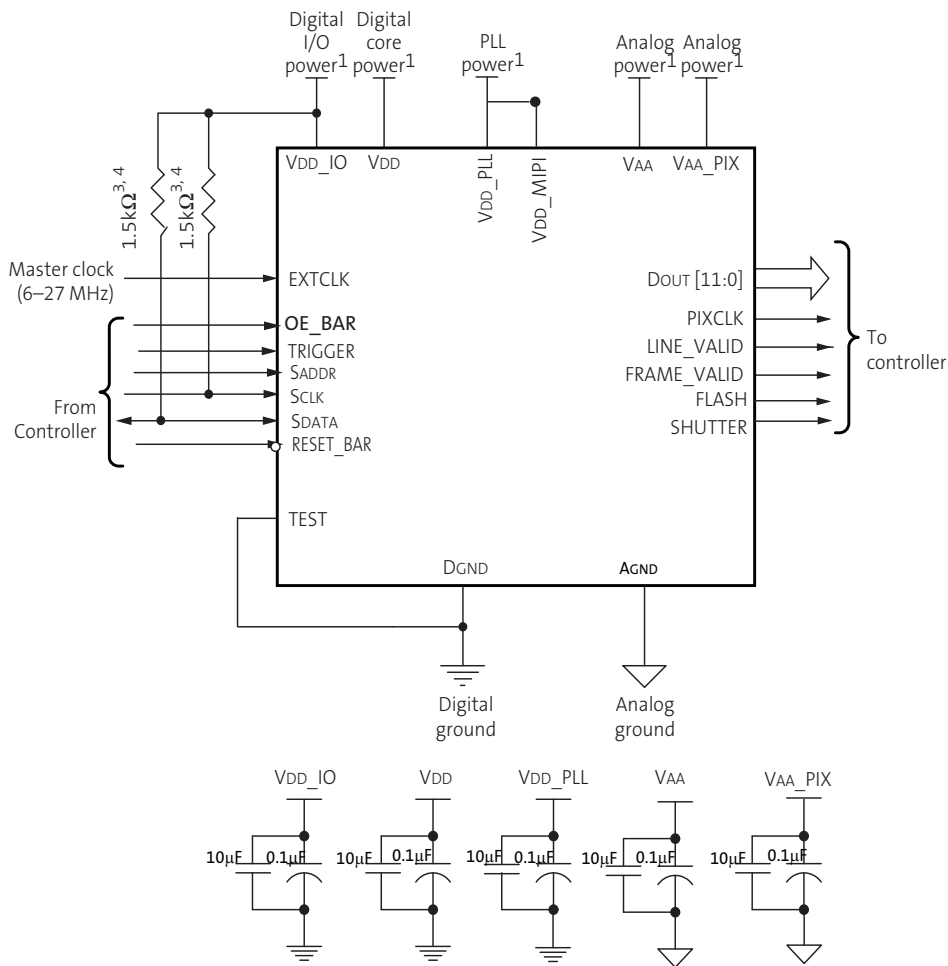 Digital
I/O
power1
Digital
core
power1
PLL
power1
Analog
power1
Analog
power1
VDD_IO
VDD
VDD_PLL
VDD_MIPI
VAA
VAA_PIX
1.5kΩ3, 4
1.5kΩ3, 4
Master clock
(6–27 MHz)
EXTCLK
OE_BAR
TRIGGER
SADDR
SCLK
SDATA
RESET_BAR
From
Controller
TEST
DOUT [11:0]
PIXCLK
LINE_VALID
FRAME_VALID
FLASH
SHUTTER
To
controller
DGND
AGND
Digital
ground
Analog
ground
VDD_IO
VDD
VDD_PLL
VAA
VAA_PIX
10µF
0.1µF
10µF
0.1µF
10µF
0.1µF
10µF
0.1µF
10µF
0.1µF